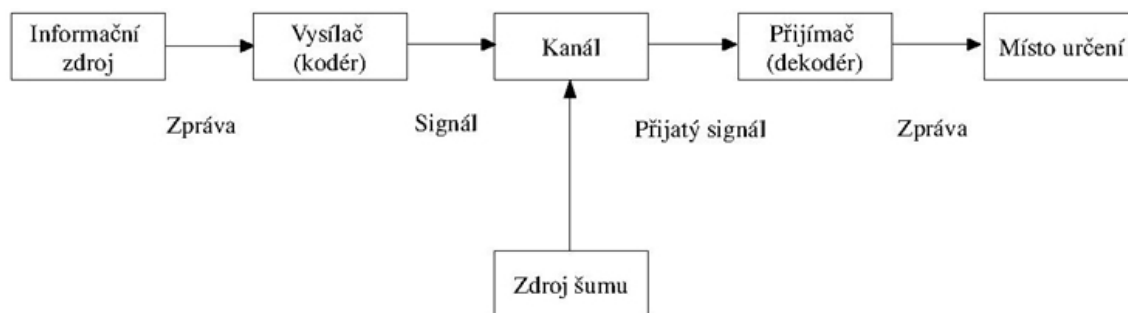 Informační
zdroj
Vysílač
(kodér)
Kanál
Přijímač
(dekodér)
Místo určení
Zpráva
Signál
Přijatý signál
Zpráva
Zdroj šumu